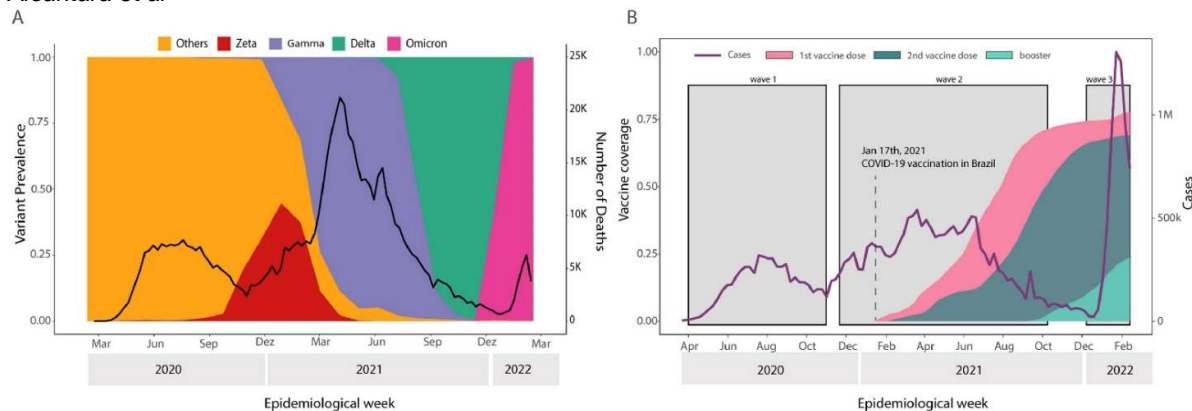 Alcântara et al
A
Others Zeta Gamma Delta Omicron
1.00
0.75
0.50
0.25
0.00
Variant Prevalence
25K
20K
15K
10K
5K
0
Number of Deaths
Mar Jun Sep Dez Mar Jun Sep Dez Mar
2020 2021 2022
Epidemiological week
B
Cases 1st vaccine dose 2nd vaccine dose booster
wave 1 wave 2 wave 3
Jan 17th, 2021
COVID-19 vaccination in Brazil
1.00
0.75
0.50
0.25
0.00
Vaccine coverage
1M
500k
0
Cases
Apr Jun Aug Oct Dec Feb Apr Jun Aug Oct Dec Feb
2020 2021 2022
Epidemiological week